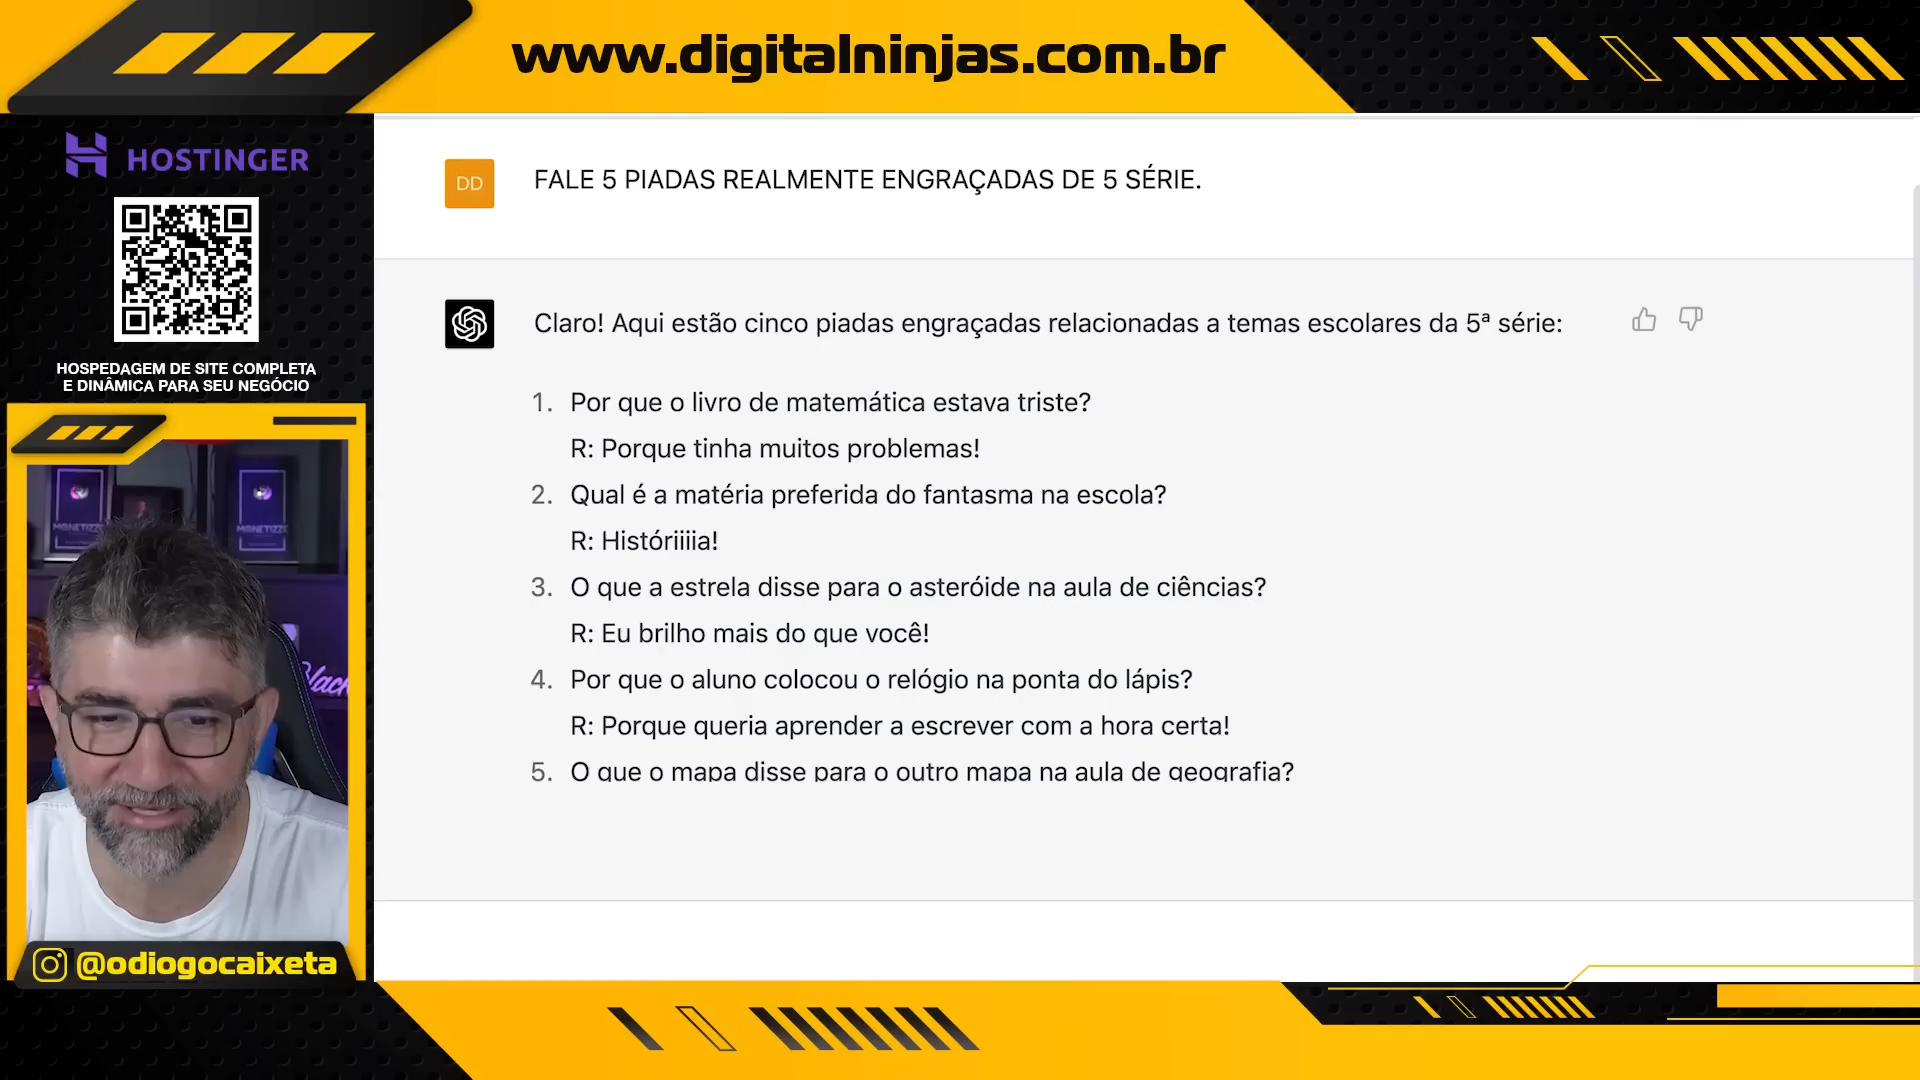 www.digitalninjas.com.br
HOSTINGER
HOSPEDAGEM DE SITE COMPLETA
E DINÂMICA PARA SEU NEGÓCIO
MONETIZZE
MONETIZZE
Black
@odiogocaixeta
DD
FALE 5 PIADAS REALMENTE ENGRAÇADAS DE 5 SÉRIE.
Claro! Aqui estão cinco piadas engraçadas relacionadas a temas escolares da 5ª série:
1. Por que o livro de matemática estava triste?
R: Porque tinha muitos problemas!
2. Qual é a matéria preferida do fantasma na escola?
R: Históriiiia!
3. O que a estrela disse para o asteróide na aula de ciências?
R: Eu brilho mais do que você!
4. Por que o aluno colocou o relógio na ponta do lápis?
R: Porque queria aprender a escrever com a hora certa!
5. O que o mapa disse para o outro mapa na aula de geografia?